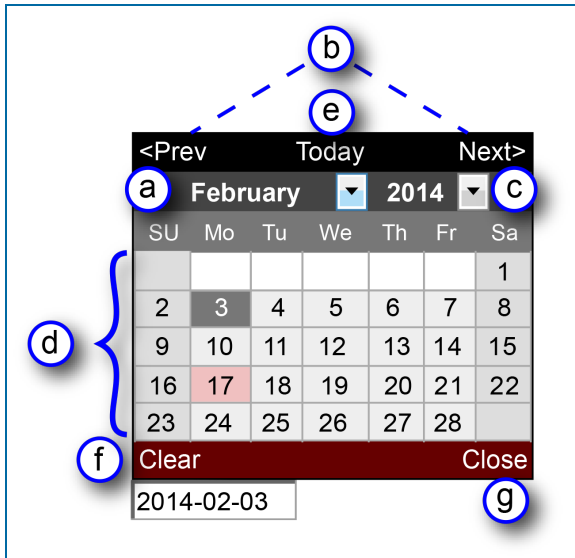 b
e
<Prev Today Next>
a February 2014 c
SU Mo Tu We Th Fr Sa
1
2 3 4 5 6 7 8
d
9 10 11 12 13 14 15
16 17 18 19 20 21 22
23 24 25 26 27 28
f Clear Close
2014-02-03 g